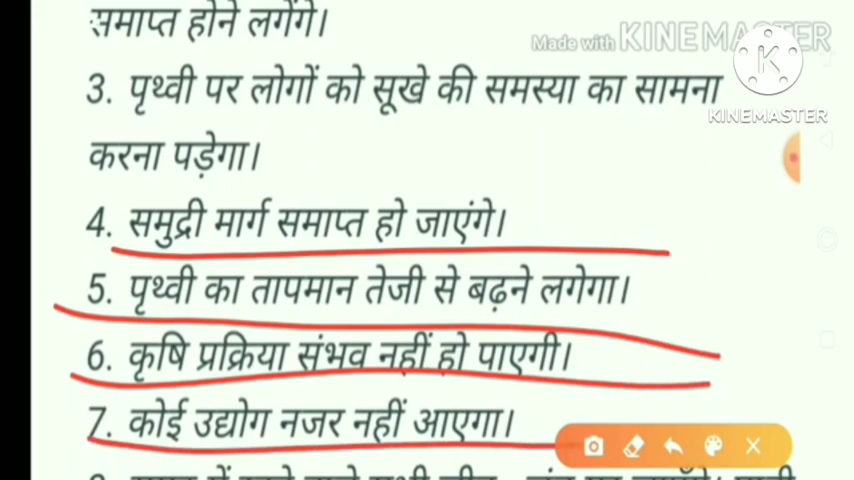 समाप्त होने लगेंगे।
Made with KINEMASTER
KINEMASTER
3. पृथ्वी पर लोगों को सूखे की समस्या का सामना
करना पड़ेगा।
4. समुद्री मार्ग समाप्त हो जाएंगे।
5. पृथ्वी का तापमान तेजी से बढ़ने लगेगा।
6. कृषि प्रक्रिया संभव नहीं हो पाएगी।
7. कोई उद्योग नजर नहीं आएगा।